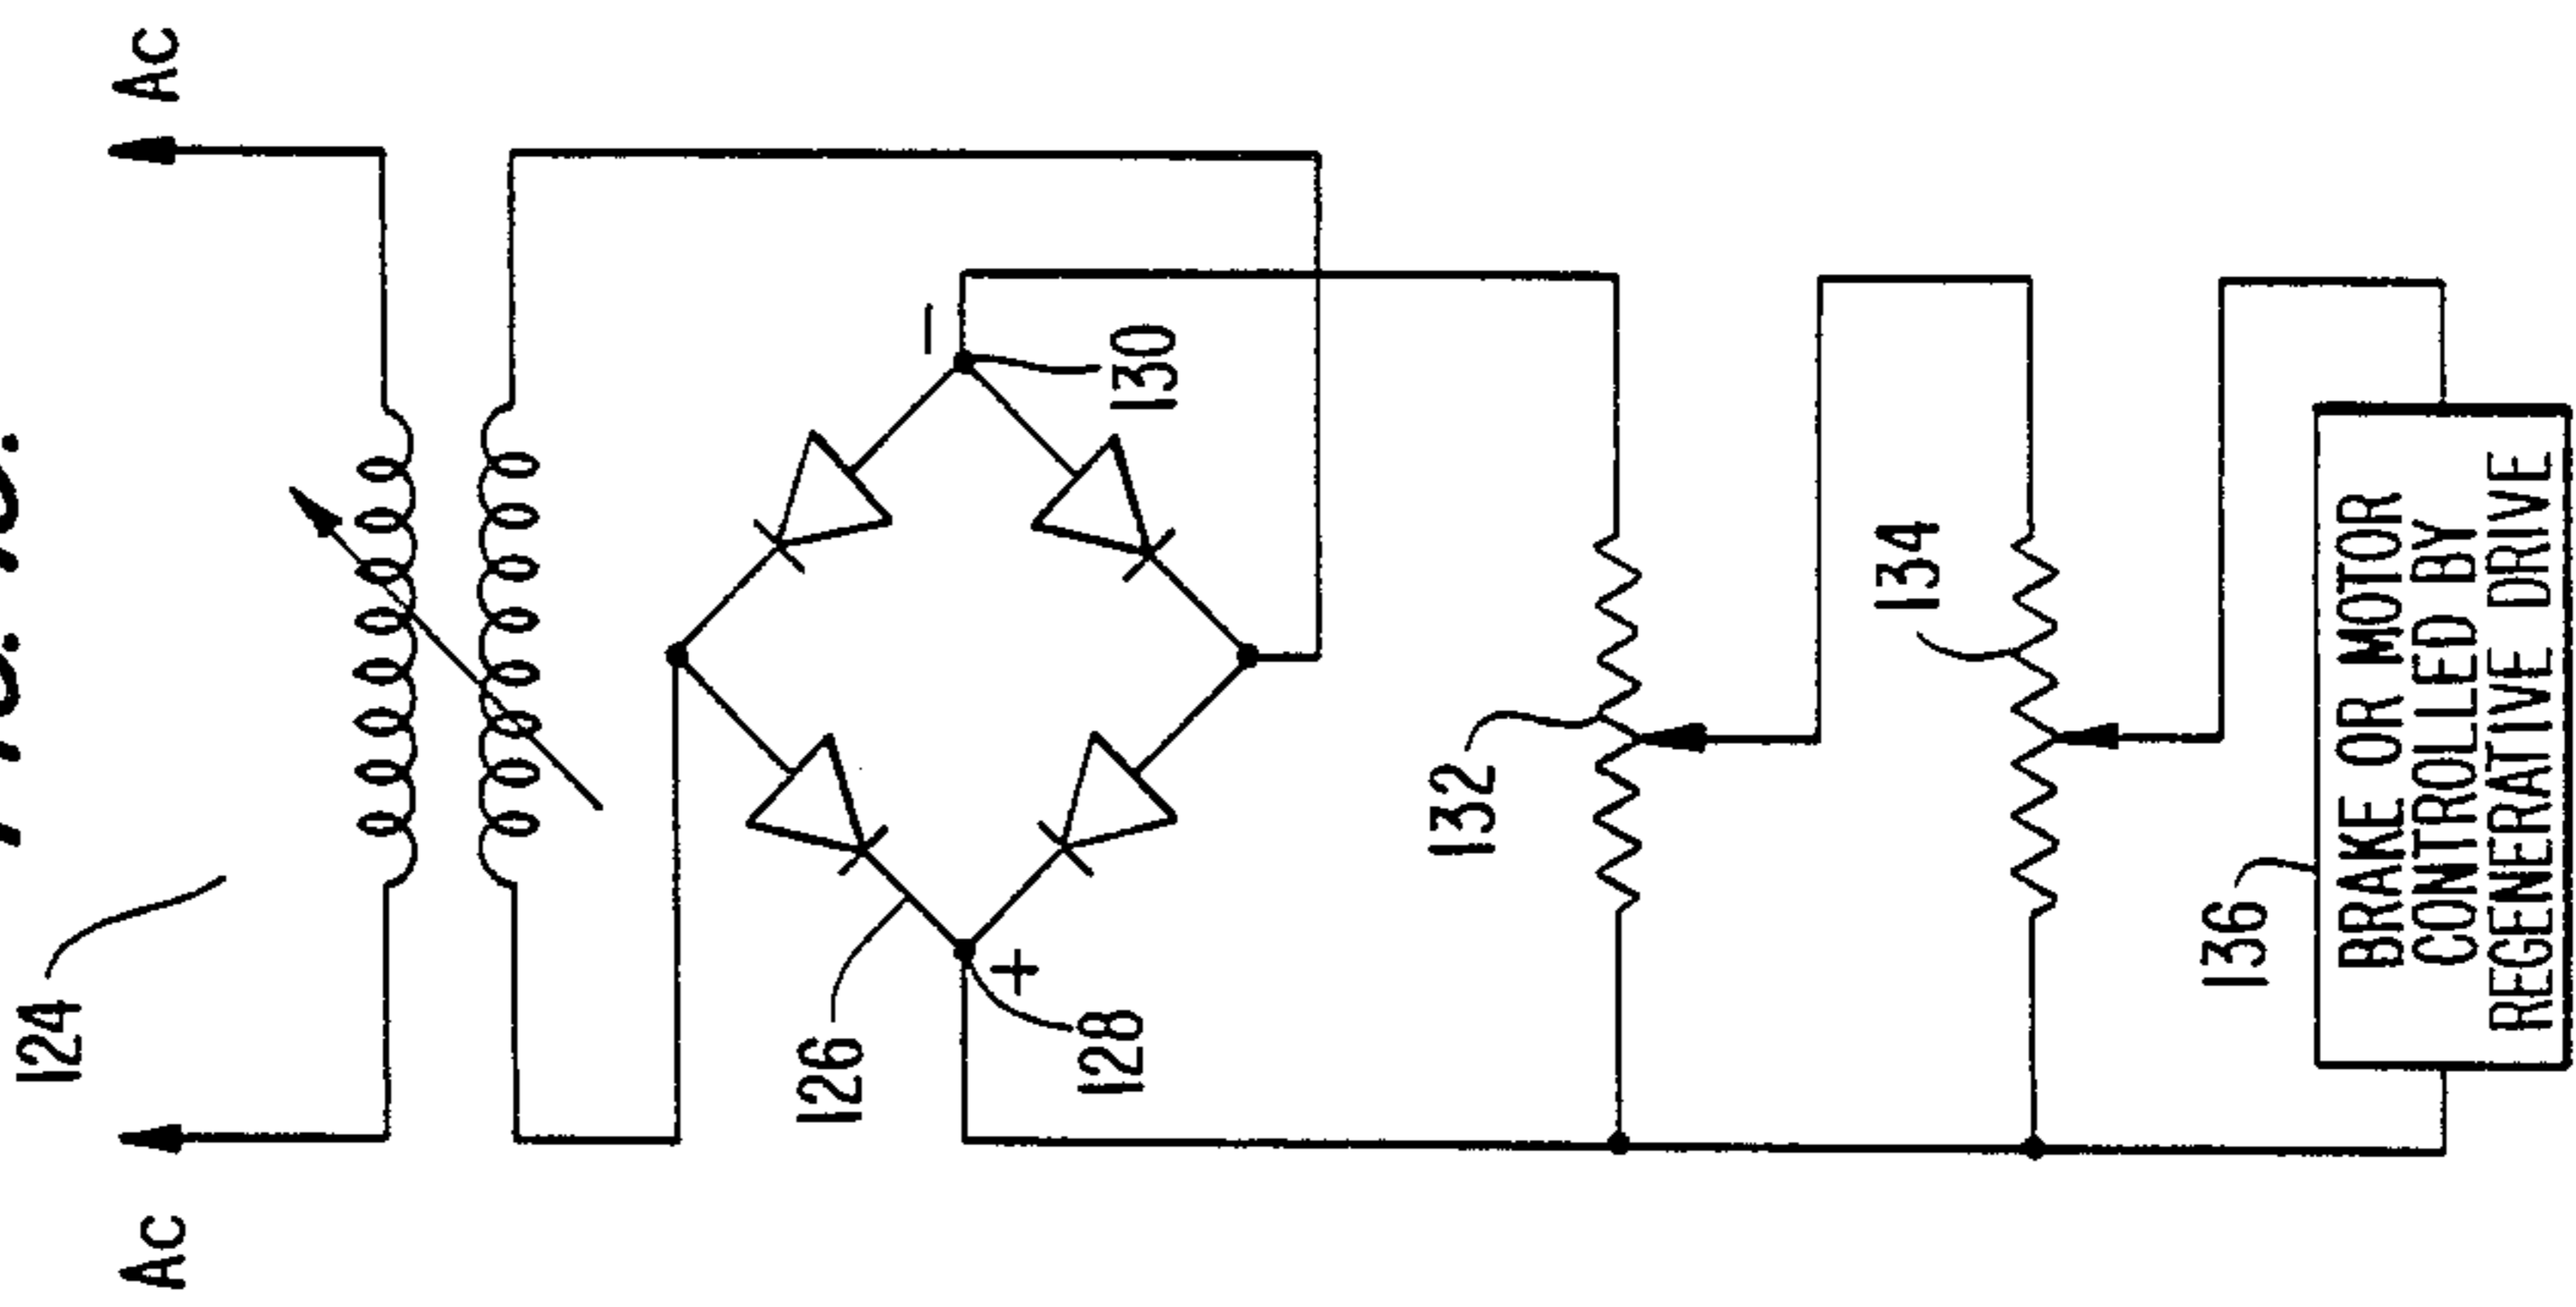 Ac
Ac
124
−
130
126
128
+
132
134
136
BRAKE OR MOTOR
CONTROLLED BY
REGENERATIVE DRIVE